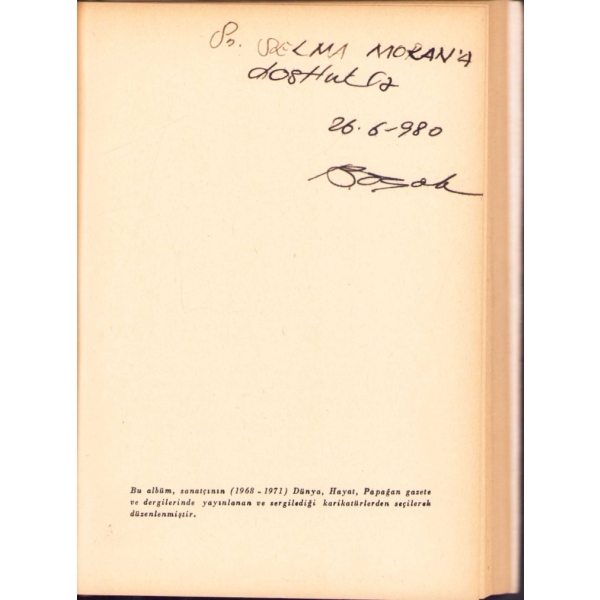 Sn. SELMA MORAN'A
dostlukla
26.6-980
Bu albüm, sanatçının (1968 - 1971) Dünya, Hayat, Papağan gazete
ve dergilerinde yayınlanan ve sergilediği karikatürlerden seçilerek
düzenlenmiştir.